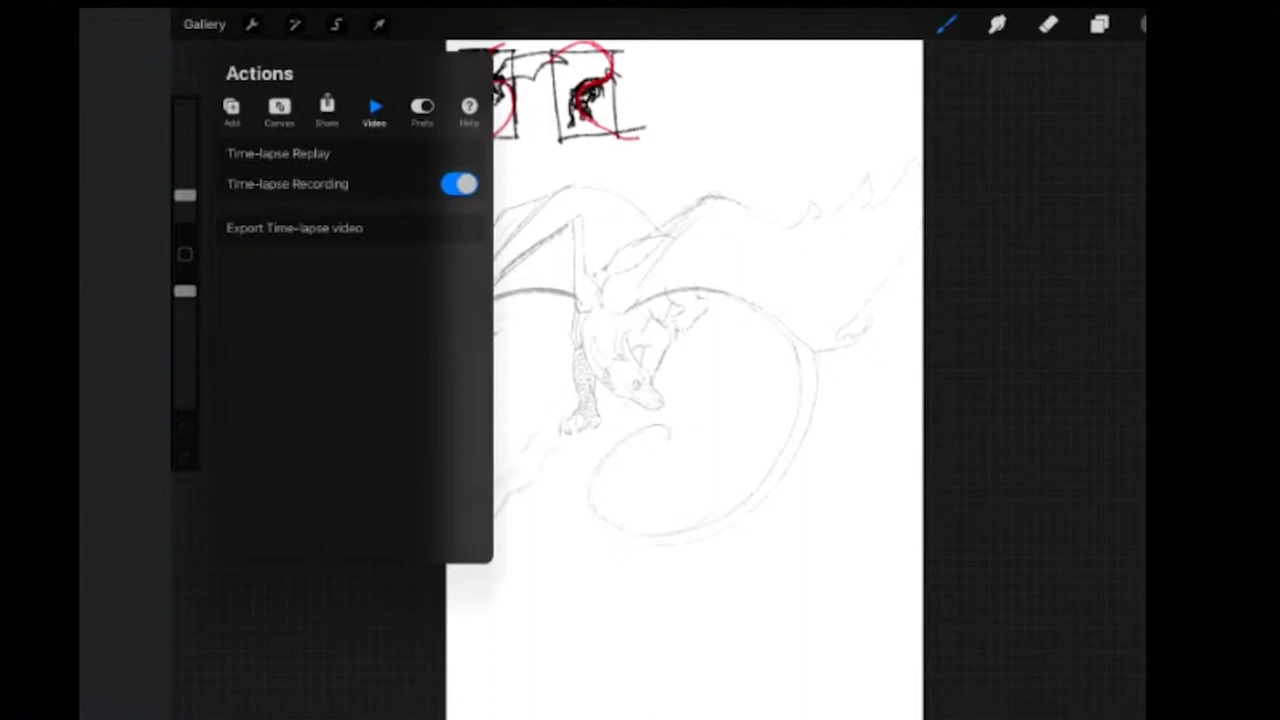 Gallery
Actions
Add
Canvas
Share
Video
Prefs
Help
Time-lapse Replay
Time-lapse Recording
Export Time-lapse video